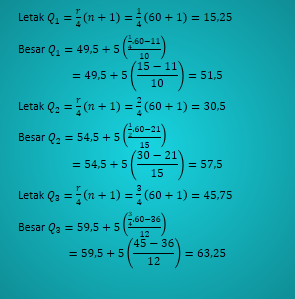 Letak Q₁ = r/4 (n + 1) = 1/4 (60 + 1) = 15,25
Besar Q₁ = 49,5 + 5 ((1/4 .60−11)/10)
= 49,5 + 5 ((15 − 11)/10) = 51,5
Letak Q₂ = r/4 (n + 1) = 2/4 (60 + 1) = 30,5
Besar Q₂ = 54,5 + 5 ((1/2 .60−21)/15)
= 54,5 + 5 ((30 − 21)/15) = 57,5
Letak Q₃ = r/4 (n + 1) = 3/4 (60 + 1) = 45,75
Besar Q₃ = 59,5 + 5 ((3/4 .60−36)/12)
= 59,5 + 5 ((45 − 36)/12) = 63,25